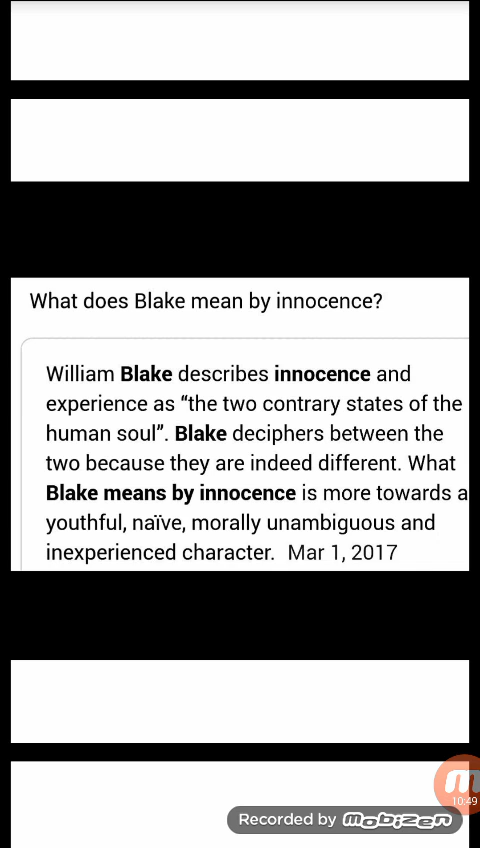 What does Blake mean by innocence?
William Blake describes innocence and
experience as “the two contrary states of the
human soul”. Blake deciphers between the
two because they are indeed different. What
Blake means by innocence is more towards a
youthful, naïve, morally unambiguous and
inexperienced character. Mar 1, 2017
m
10:49
Recorded by mobizen